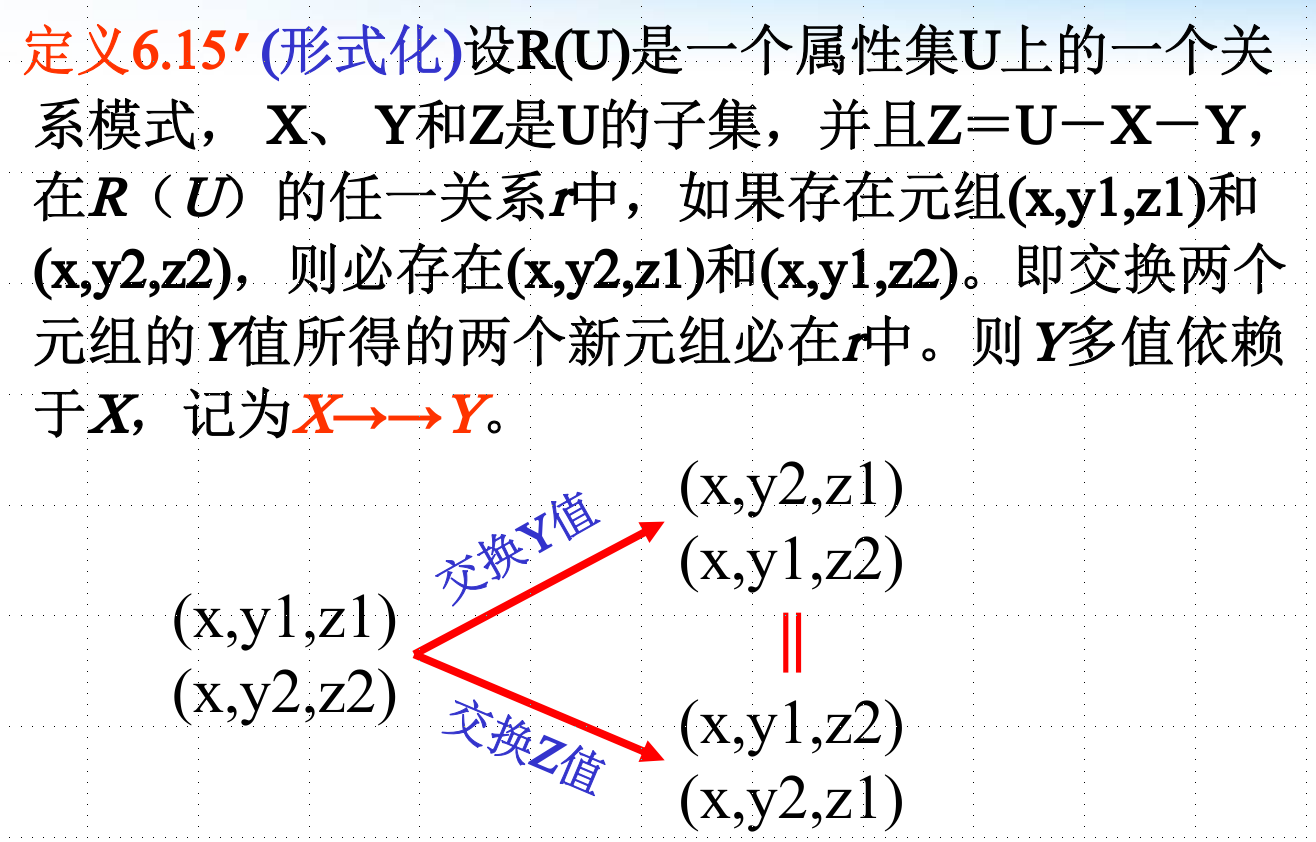 定义6.15′(形式化)设R(U)是一个属性集U上的一个关
系模式， X、 Y和Z是U的子集，并且Z＝U－X－Y，
在R（U）的任一关系r中，如果存在元组(x,y1,z1)和
(x,y2,z2)，则必存在(x,y2,z1)和(x,y1,z2)。即交换两个
元组的Y值所得的两个新元组必在r中。则Y多值依赖
于X，记为X→→Y。
(x,y2,z1)
(x,y1,z2)
交换Y值
(x,y1,z1)
(x,y2,z2)
‖
交换Z值
(x,y1,z2)
(x,y2,z1)